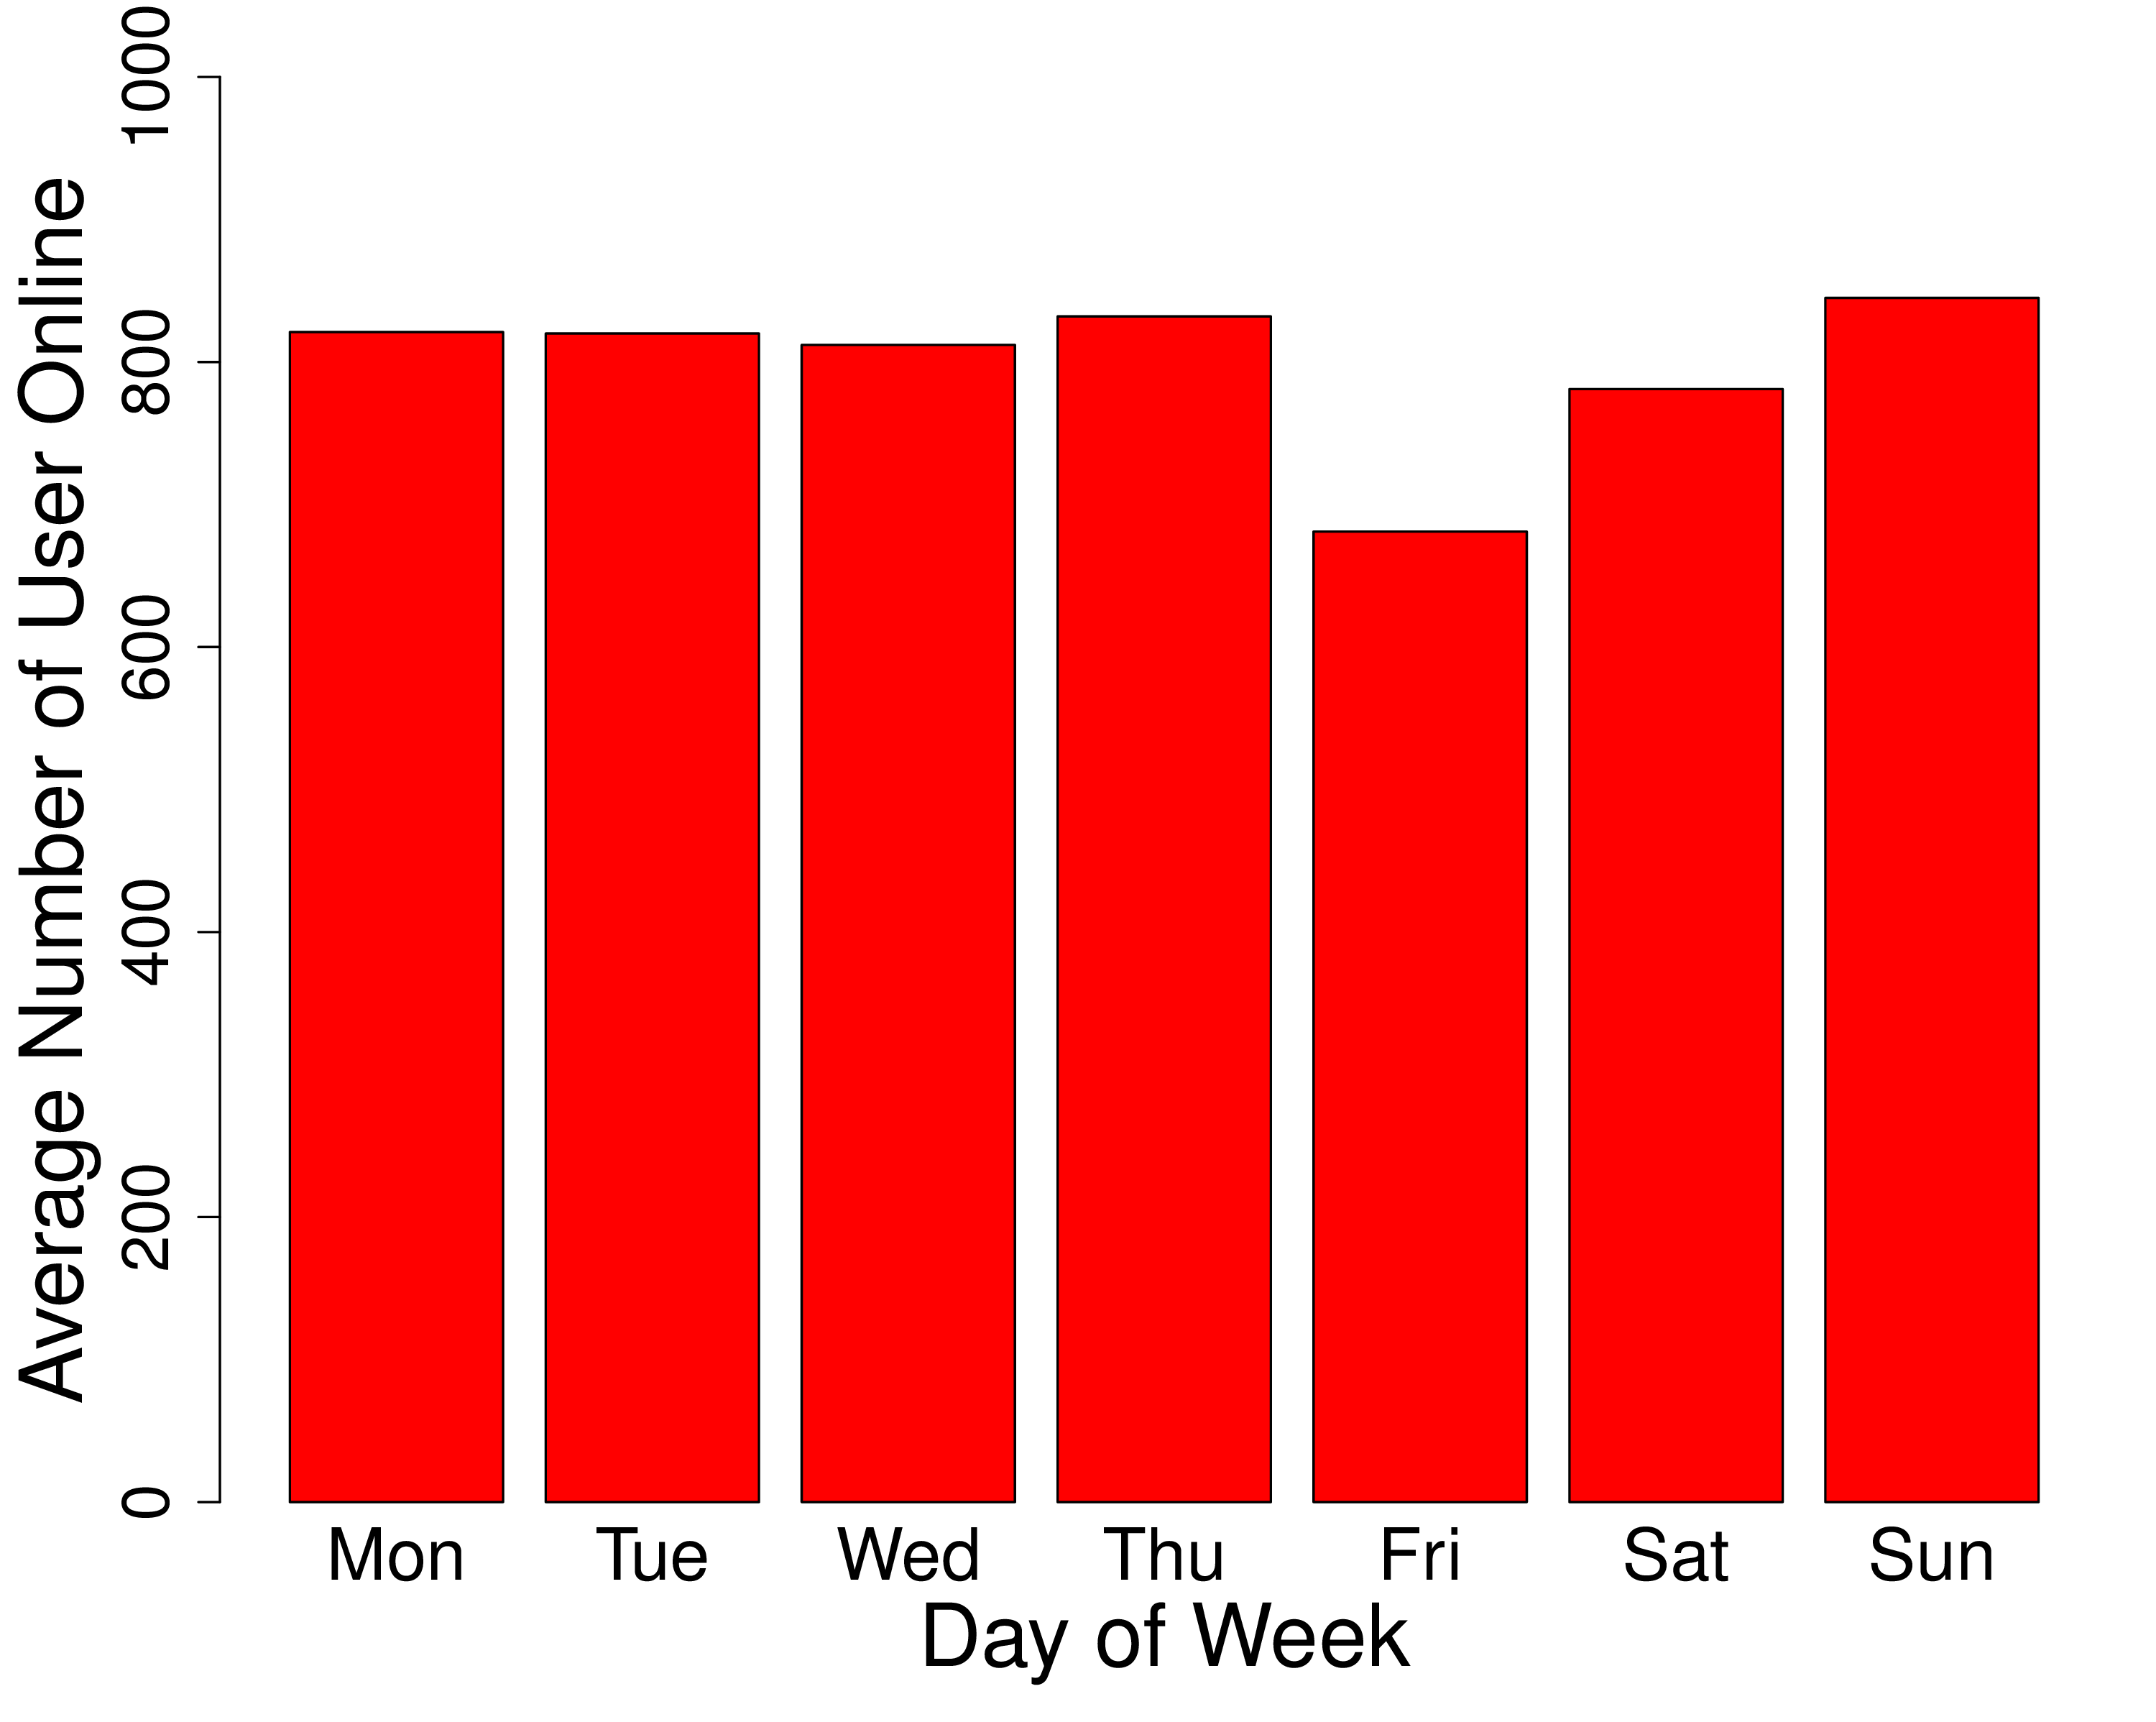 Average Number of User Online
1000
800
600
400
200
0
Mon Tue Wed Thu Fri Sat Sun
Day of Week